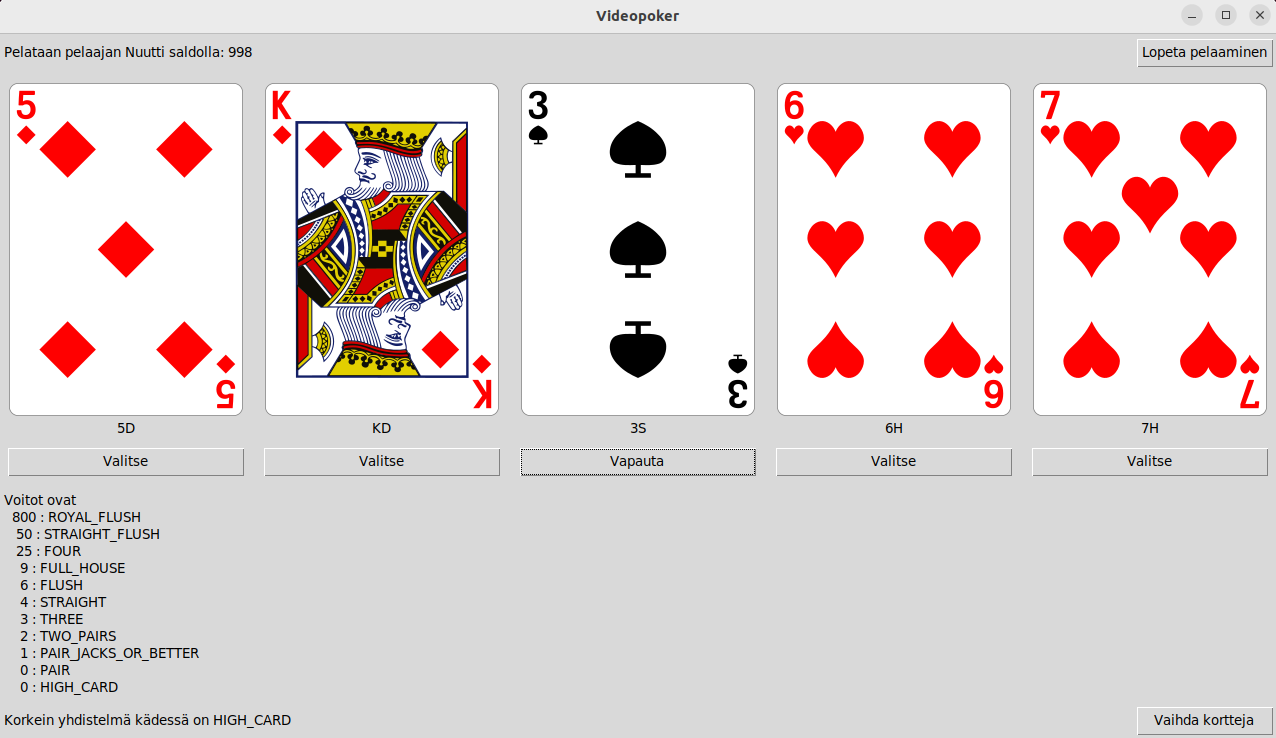 Videopoker
Pelataan pelaajan Nuutti saldolla: 998
Lopeta pelaaminen
5
5
K
K
3
3
6
6
7
7
5D
KD
3S
6H
7H
Valitse
Valitse
Vapauta
Valitse
Valitse
Voitot ovat
800 : ROYAL_FLUSH
50 : STRAIGHT_FLUSH
25 : FOUR
9 : FULL_HOUSE
6 : FLUSH
4 : STRAIGHT
3 : THREE
2 : TWO_PAIRS
1 : PAIR_JACKS_OR_BETTER
0 : PAIR
0 : HIGH_CARD
Korkein yhdistelmä kädessä on HIGH_CARD
Vaihda kortteja